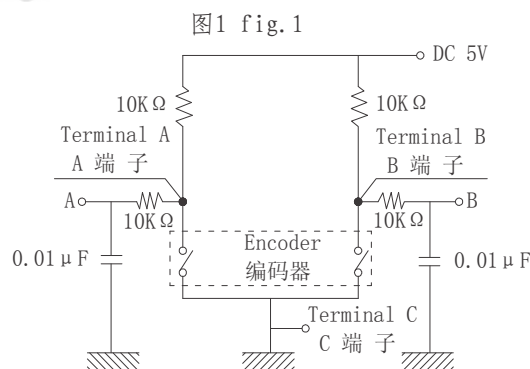 图1 fig.1
DC 5V
10KΩ
10KΩ
Terminal A
A 端 子
Terminal B
B 端 子
A
10KΩ
10KΩ
B
0.01μF
Encoder
编码器
0.01μF
Terminal C
C 端 子